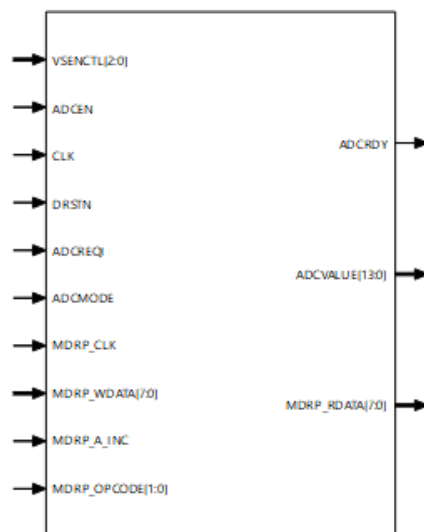 VSENCTL[2:0]
ADCEN
CLK
DRSTN
ADCREQI
ADCMODE
MDRP_CLK
MDRP_WDATA[7:0]
MDRP_A_INC
MDRP_OPCODE[1:0]
ADCRDY
ADCVALUE[13:0]
MDRP_RDATA[7:0]